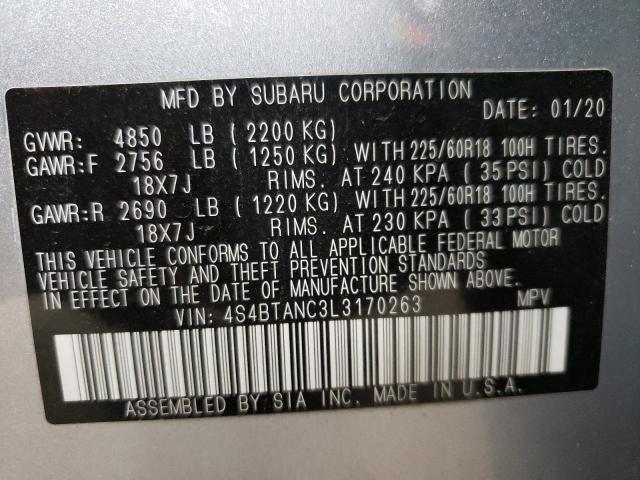 MFD BY SUBARU CORPORATION
DATE: 01/20
GVWR: 4850 LB (2200 KG)
GAWR:F 2756 LB (1250 KG) WITH 225/60R18 100H TIRES.
18X7J RIMS. AT 240 KPA (35 PSI) COLD
GAWR:R 2690 LB (1220 KG) WITH 225/60R18 100H TIRES.
18X7J RIMS. AT 230 KPA (33 PSI) COLD
THIS VEHICLE CONFORMS TO ALL APPLICABLE FEDERAL MOTOR
VEHICLE SAFETY AND THEFT PREVENTION STANDARDS
IN EFFECT ON THE DATE OF MANUFACTURE SHOWN ABOVE.
VIN: 4S4BTANC3L3170263 MPV
ASSEMBLED BY SIA INC. MADE IN U.S.A.